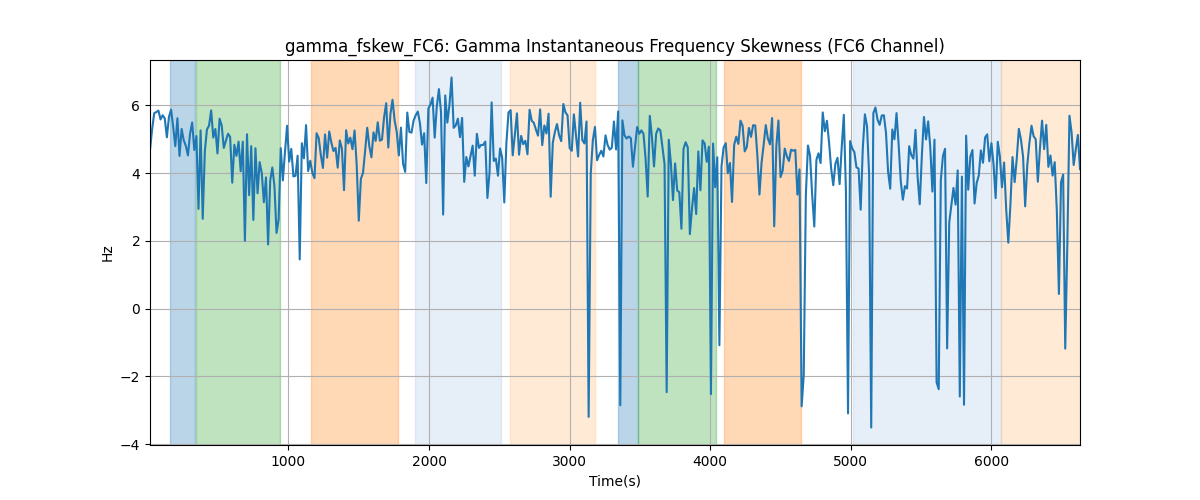 gamma_fskew_FC6: Gamma Instantaneous Frequency Skewness (FC6 Channel)
6
4
2
0
−2
−4
Hz
1000 2000 3000 4000 5000 6000
Time(s)